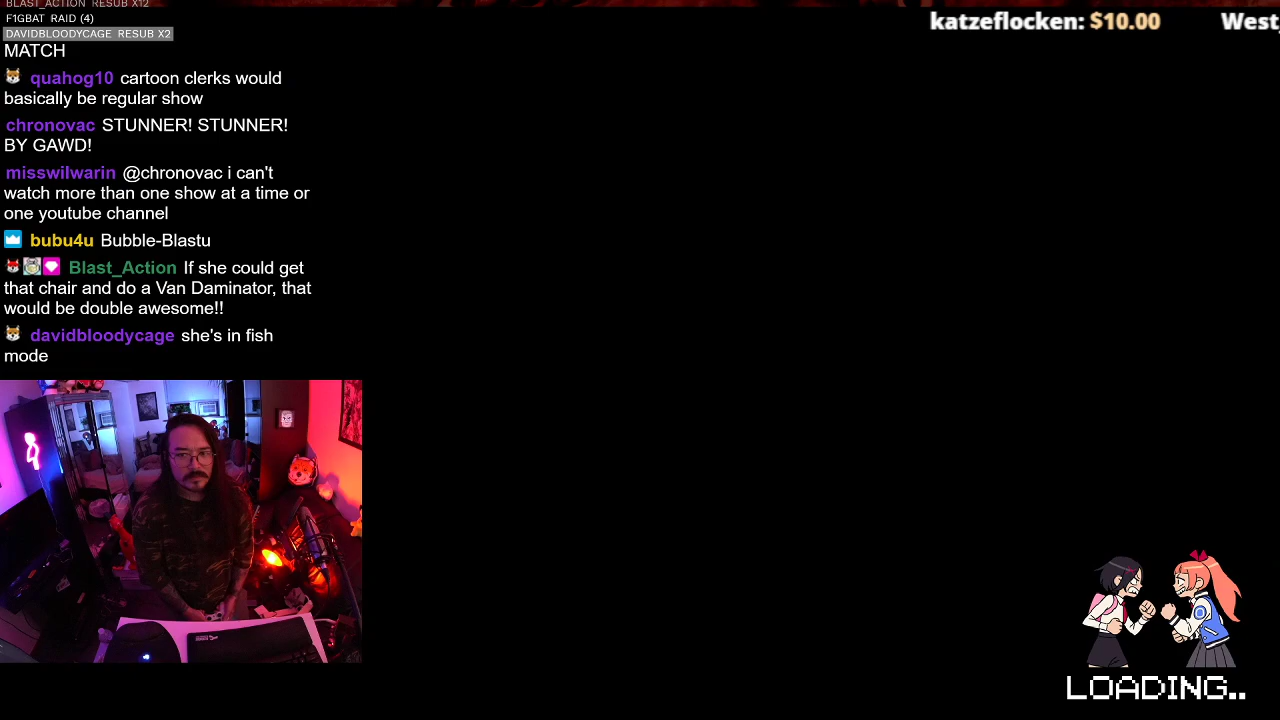 BLAST_ACTION RESUB X12
F1GBAT RAID (4)
DAVIDBLOODYCAGE RESUB X2
katzeflocken: $10.00 West_
MATCH
quahog10 cartoon clerks would
basically be regular show
chronovac STUNNER! STUNNER!
BY GAWD!
misswilwarin @chronovac i can't
watch more than one show at a time or
one youtube channel
bubu4u Bubble-Blastu
Blast_Action If she could get
that chair and do a Van Daminator, that
would be double awesome!!
davidbloodycage she's in fish
mode
LOADING..